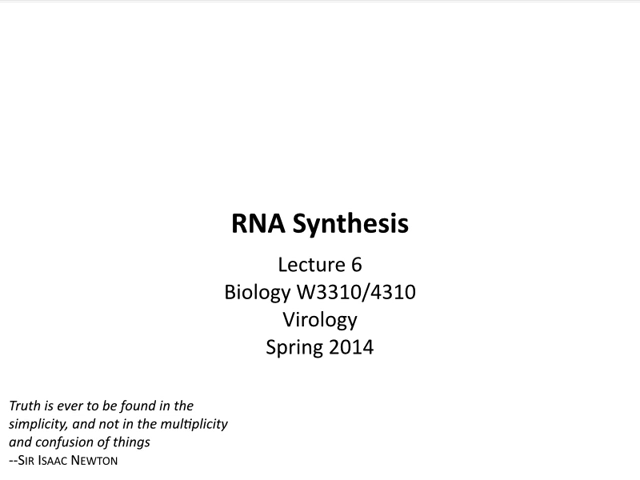 RNA Synthesis
Lecture 6
Biology W3310/4310
Virology
Spring 2014
Truth is ever to be found in the
simplicity, and not in the multiplicity
and confusion of things
--SIR ISAAC NEWTON